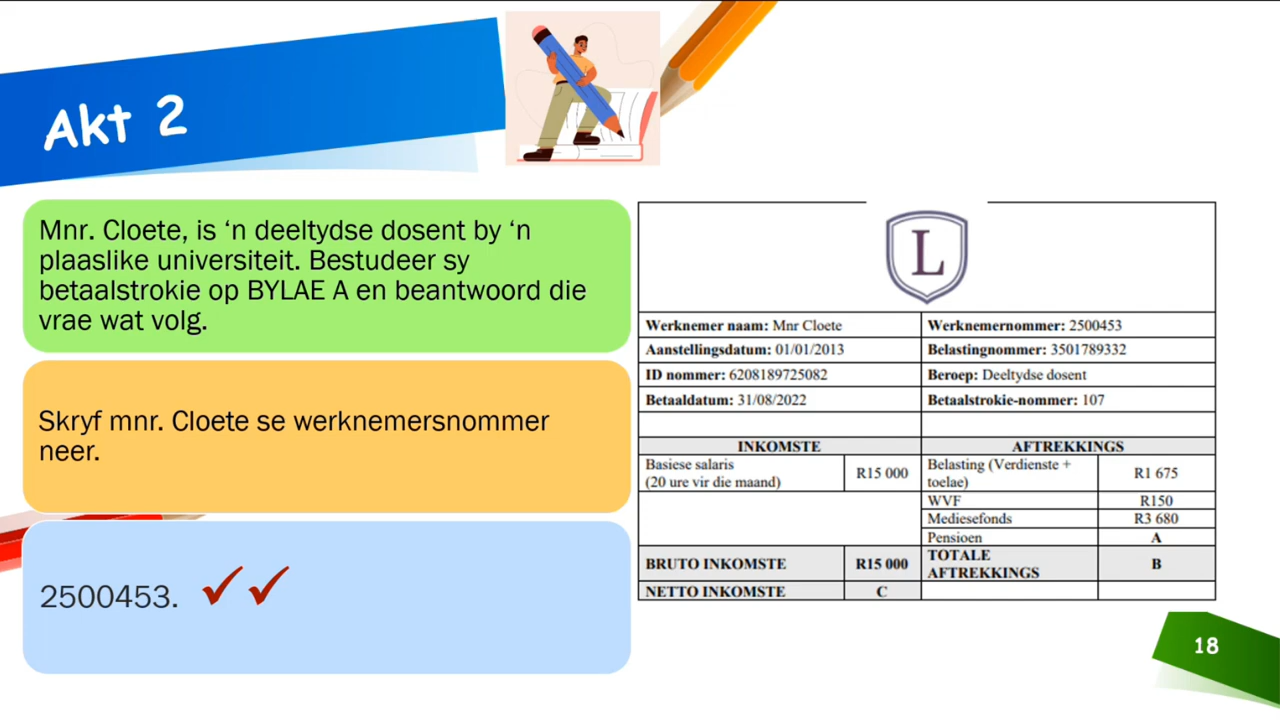 Akt 2
Mnr. Cloete, is ‘n deeltydse dosent by ‘n
plaaslike universiteit. Bestudeer sy
betaalstrokie op BYLAE A en beantwoord die
vrae wat volg.
Skryf mnr. Cloete se werknemersnommer
neer.
2500453.
L
Werknemer naam: Mnr Cloete Werknemernommer: 2500453
Aanstellingsdatum: 01/01/2013 Belastingnommer: 3501789332
ID nommer: 6208189725082 Beroep: Deeltydse dosent
Betaaldatum: 31/08/2022 Betaalstrokie-nommer: 107
INKOMSTE AFTREKKINGS
Basiese salaris
(20 ure vir die maand) R15 000
Belasting (Verdienste +
toelae) R1 675
WVF R150
Mediesefonds R3 680
Pensioen A
BRUTO INKOMSTE R15 000
TOTALE
AFTREKKINGS B
NETTO INKOMSTE C
18